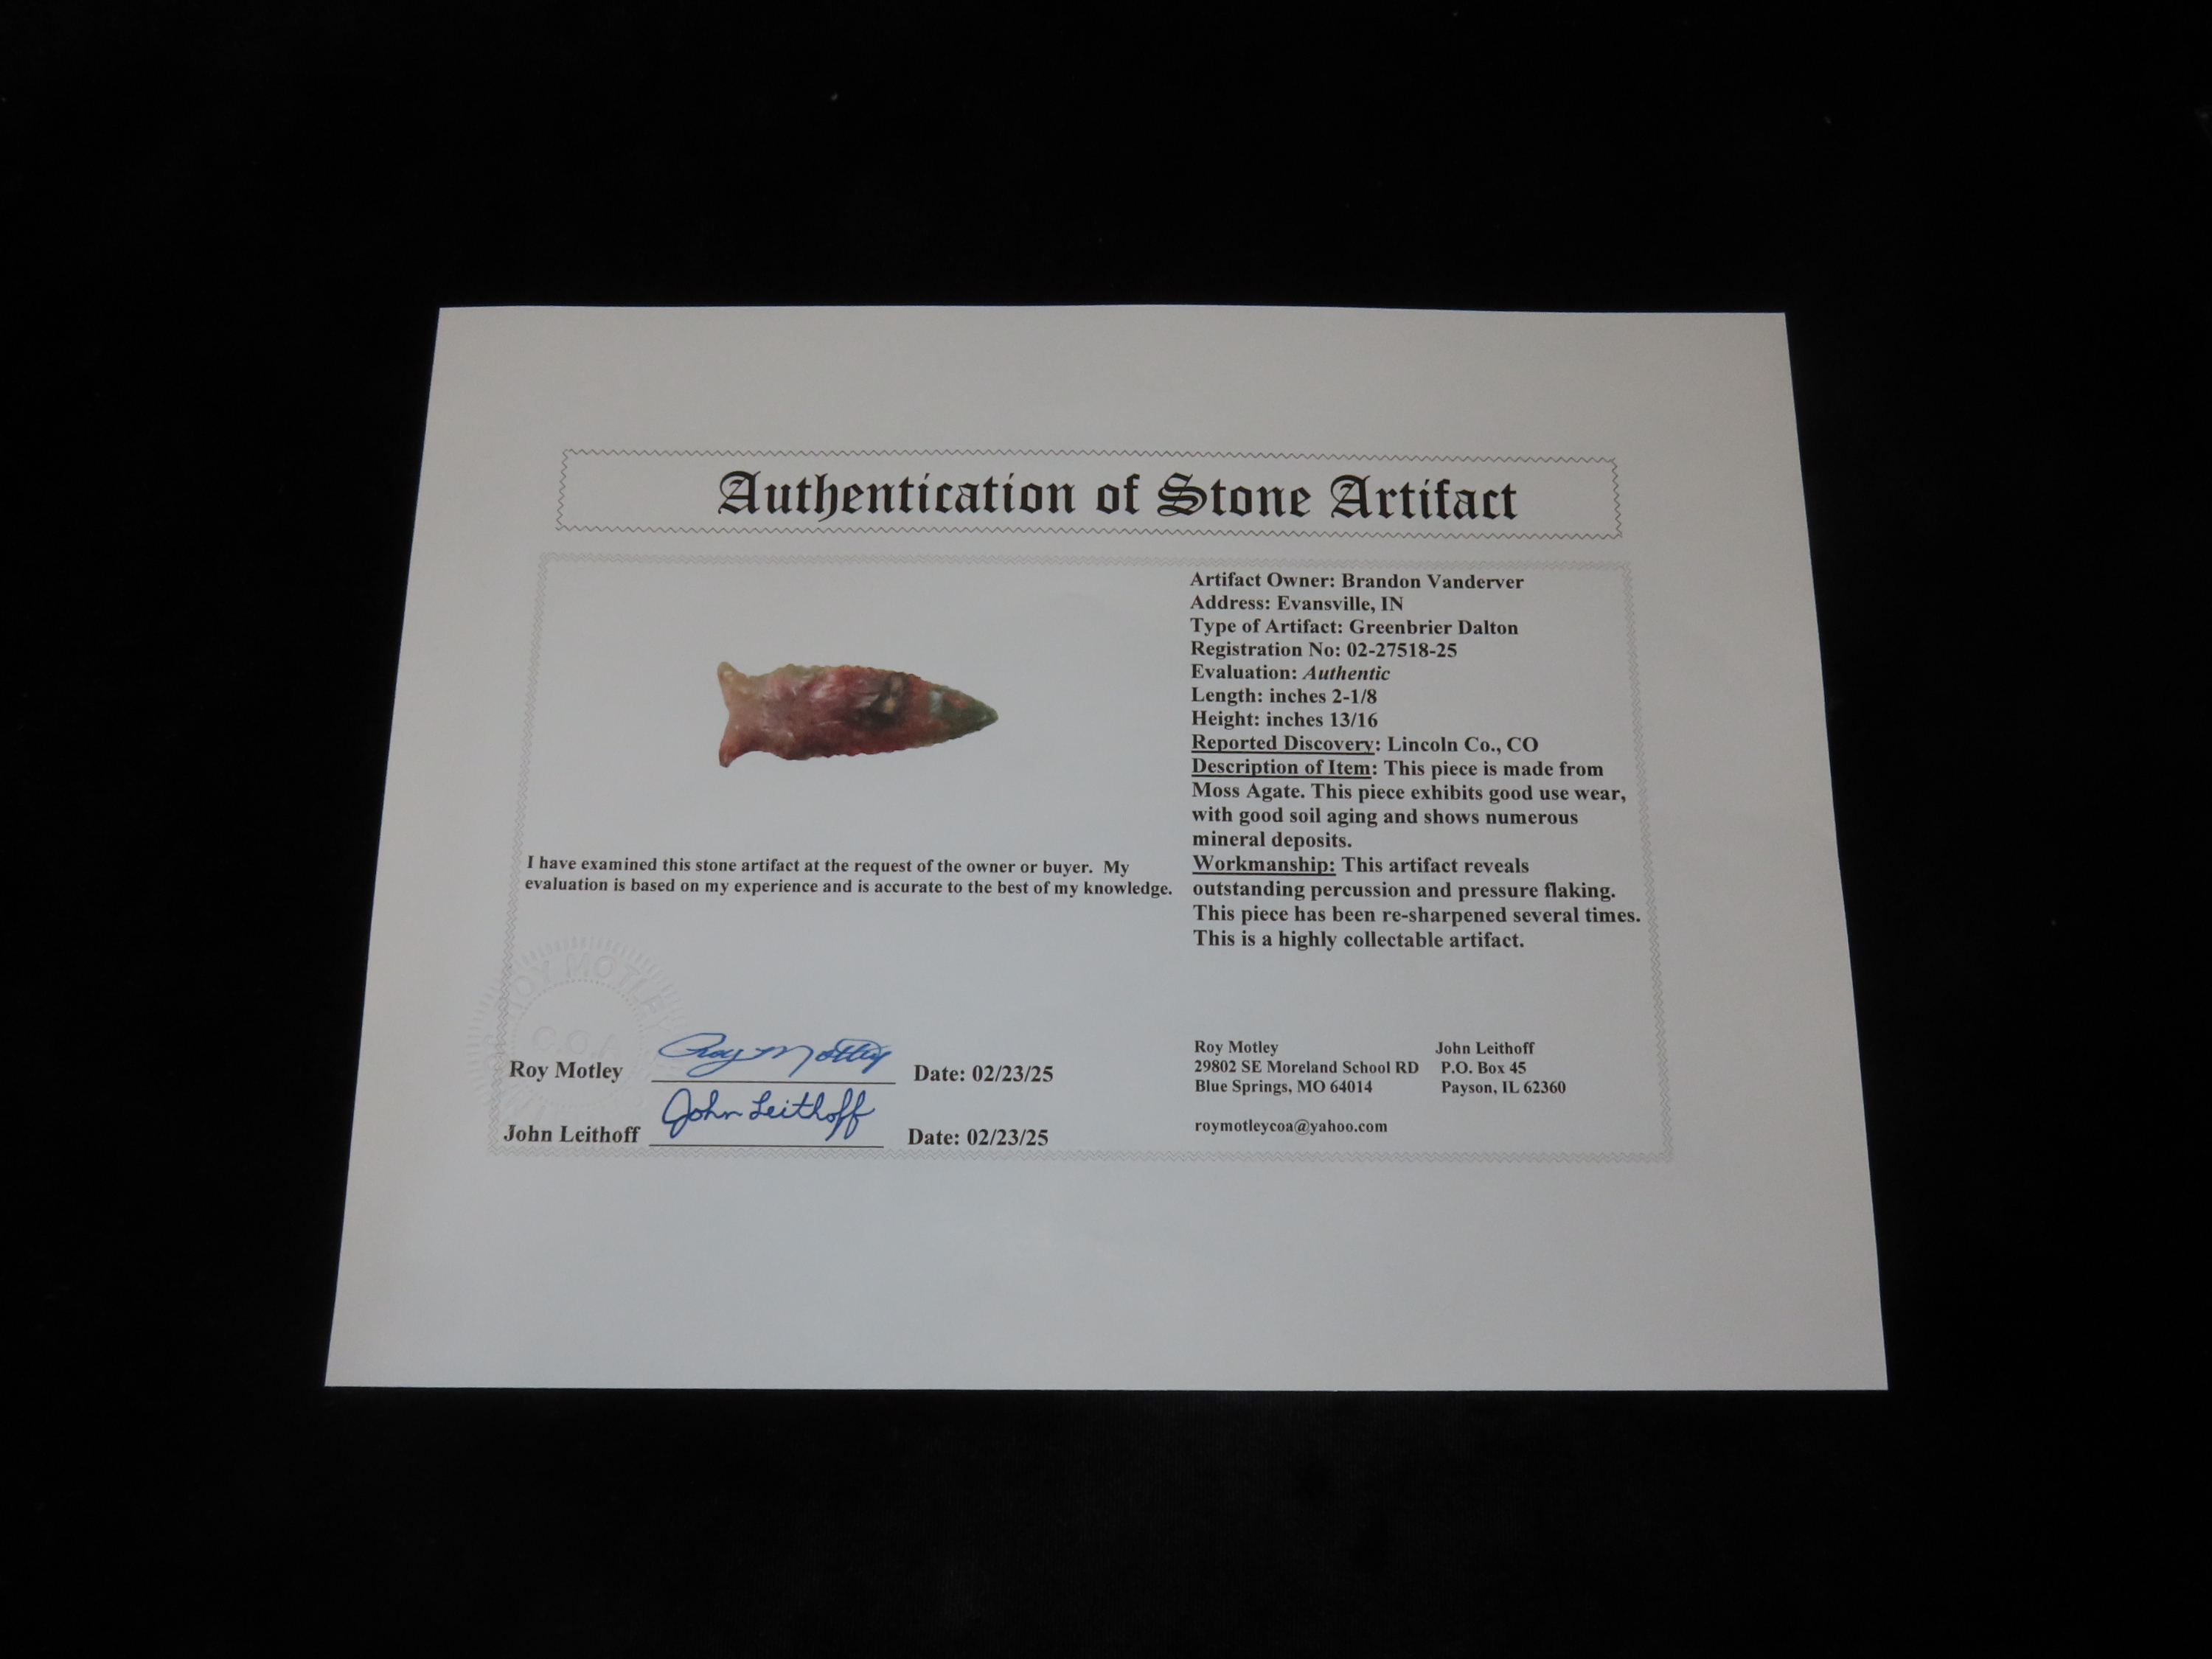 Authentication of Stone Artifact
Artifact Owner: Brandon Vanderver
Address: Evansville, IN
Type of Artifact: Greenbrier Dalton
Registration No: 02-27518-25
Evaluation: Authentic
Length: inches 2-1/8
Height: inches 13/16
Reported Discovery: Lincoln Co., CO
Description of Item: This piece is made from
Moss Agate. This piece exhibits good use wear,
with good soil aging and shows numerous
mineral deposits.
Workmanship: This artifact reveals
outstanding percussion and pressure flaking.
This piece has been re-sharpened several times.
This is a highly collectable artifact.
I have examined this stone artifact at the request of the owner or buyer. My
evaluation is based on my experience and is accurate to the best of my knowledge.
ROY MOTLEY
C.O.A.
Roy Motley Roy Motley Date: 02/23/25
John Leithoff John Leithoff Date: 02/23/25
Roy Motley John Leithoff
29802 SE Moreland School RD P.O. Box 45
Blue Springs, MO 64014 Payson, IL 62360
roymotleycoa@yahoo.com